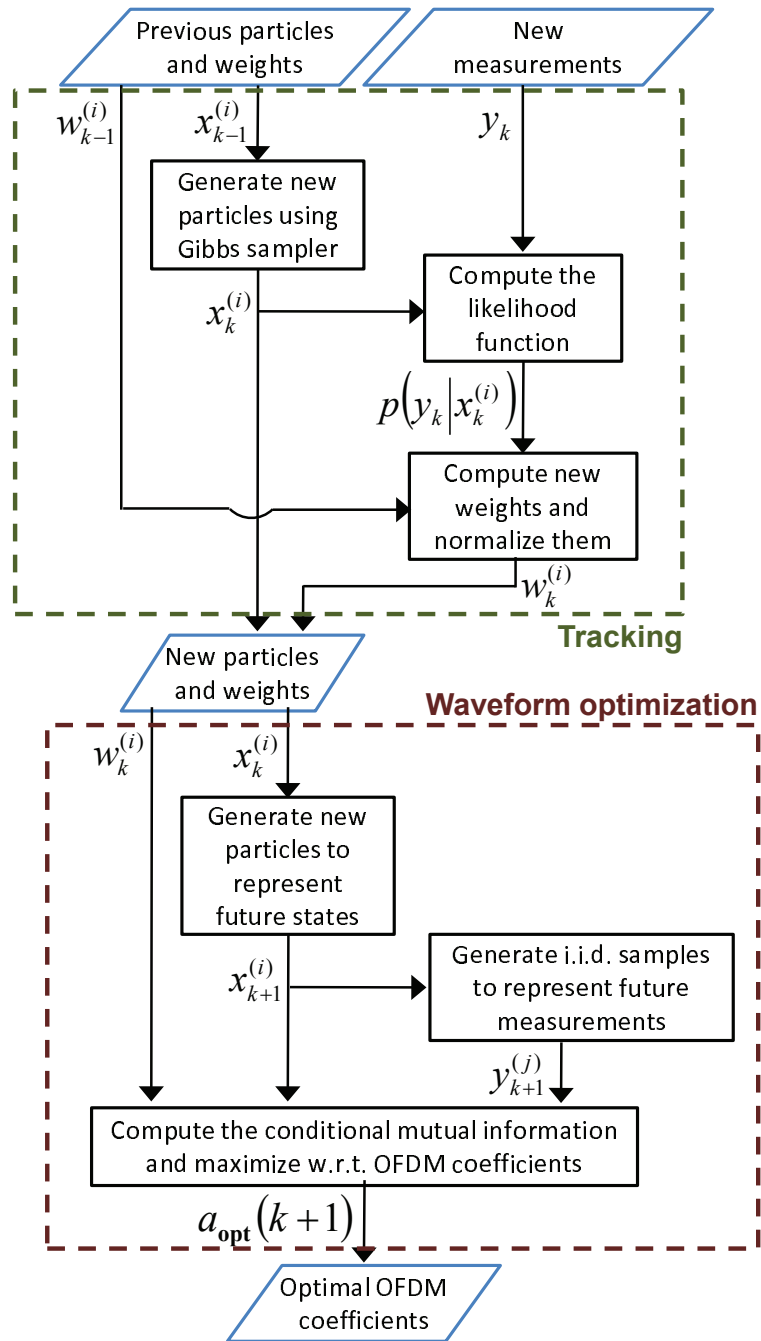 Previous particles
and weights
New
measurements
w_{k-1}^{(i)}
x_{k-1}^{(i)}
y_k
Generate new
particles using
Gibbs sampler
Compute the
likelihood
function
x_k^{(i)}
p(y_k|x_k^{(i)})
Compute new
weights and
normalize them
w_k^{(i)}
Tracking
New particles
and weights
Waveform optimization
w_k^{(i)}
x_k^{(i)}
Generate new
particles to
represent
future states
Generate i.i.d. samples
to represent future
measurements
x_{k+1}^{(i)}
y_{k+1}^{(j)}
Compute the conditional mutual information
and maximize w.r.t. OFDM coefficients
a_{opt}(k+1)
Optimal OFDM
coefficients